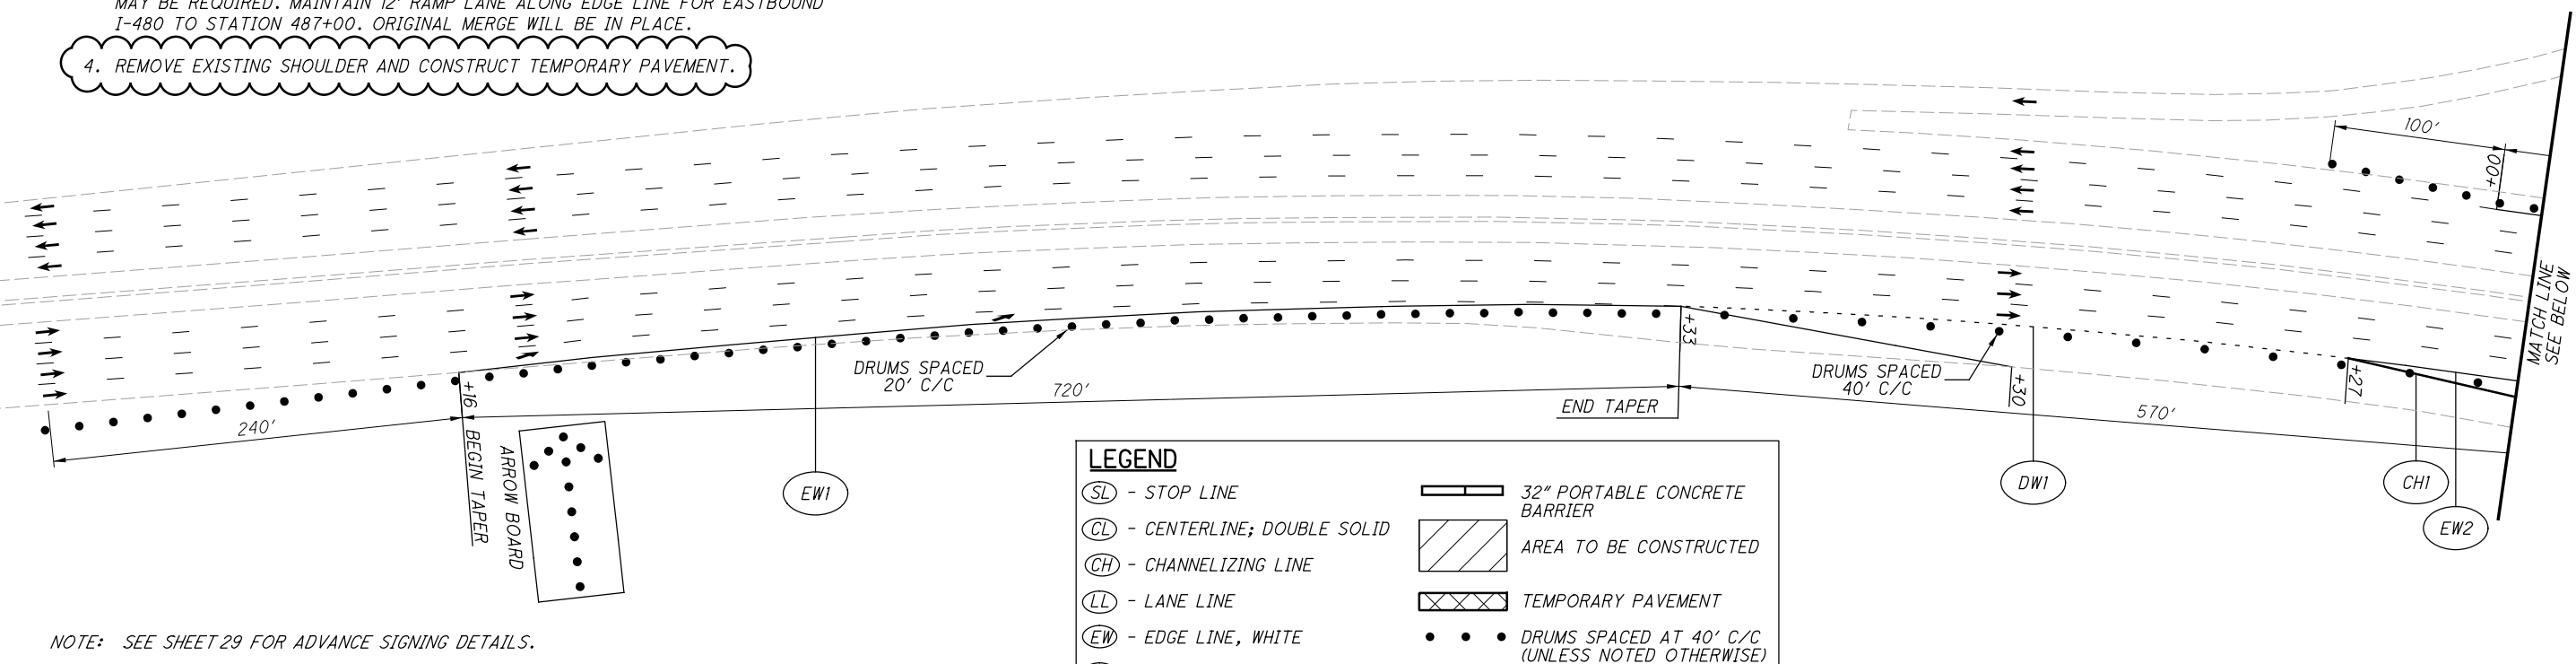 MAY BE REQUIRED. MAINTAIN 12' RAMP LANE ALONG EDGE LINE FOR EASTBOUND
I-480 TO STATION 487+00. ORIGINAL MERGE WILL BE IN PLACE.
4. REMOVE EXISTING SHOULDER AND CONSTRUCT TEMPORARY PAVEMENT.
100'
+00
MATCH LINE
SEE BELOW
240'
+16
BEGIN TAPER
ARROW BOARD
EW1
DRUMS SPACED
20' C/C
720'
+33
END TAPER
DRUMS SPACED
40' C/C
+30
DW1
+27
570'
CH1
EW2
LEGEND
SL - STOP LINE
CL - CENTERLINE; DOUBLE SOLID
CH - CHANNELIZING LINE
LL - LANE LINE
EW - EDGE LINE, WHITE
32" PORTABLE CONCRETE
BARRIER
AREA TO BE CONSTRUCTED
TEMPORARY PAVEMENT
DRUMS SPACED AT 40' C/C
(UNLESS NOTED OTHERWISE)
NOTE: SEE SHEET 29 FOR ADVANCE SIGNING DETAILS.